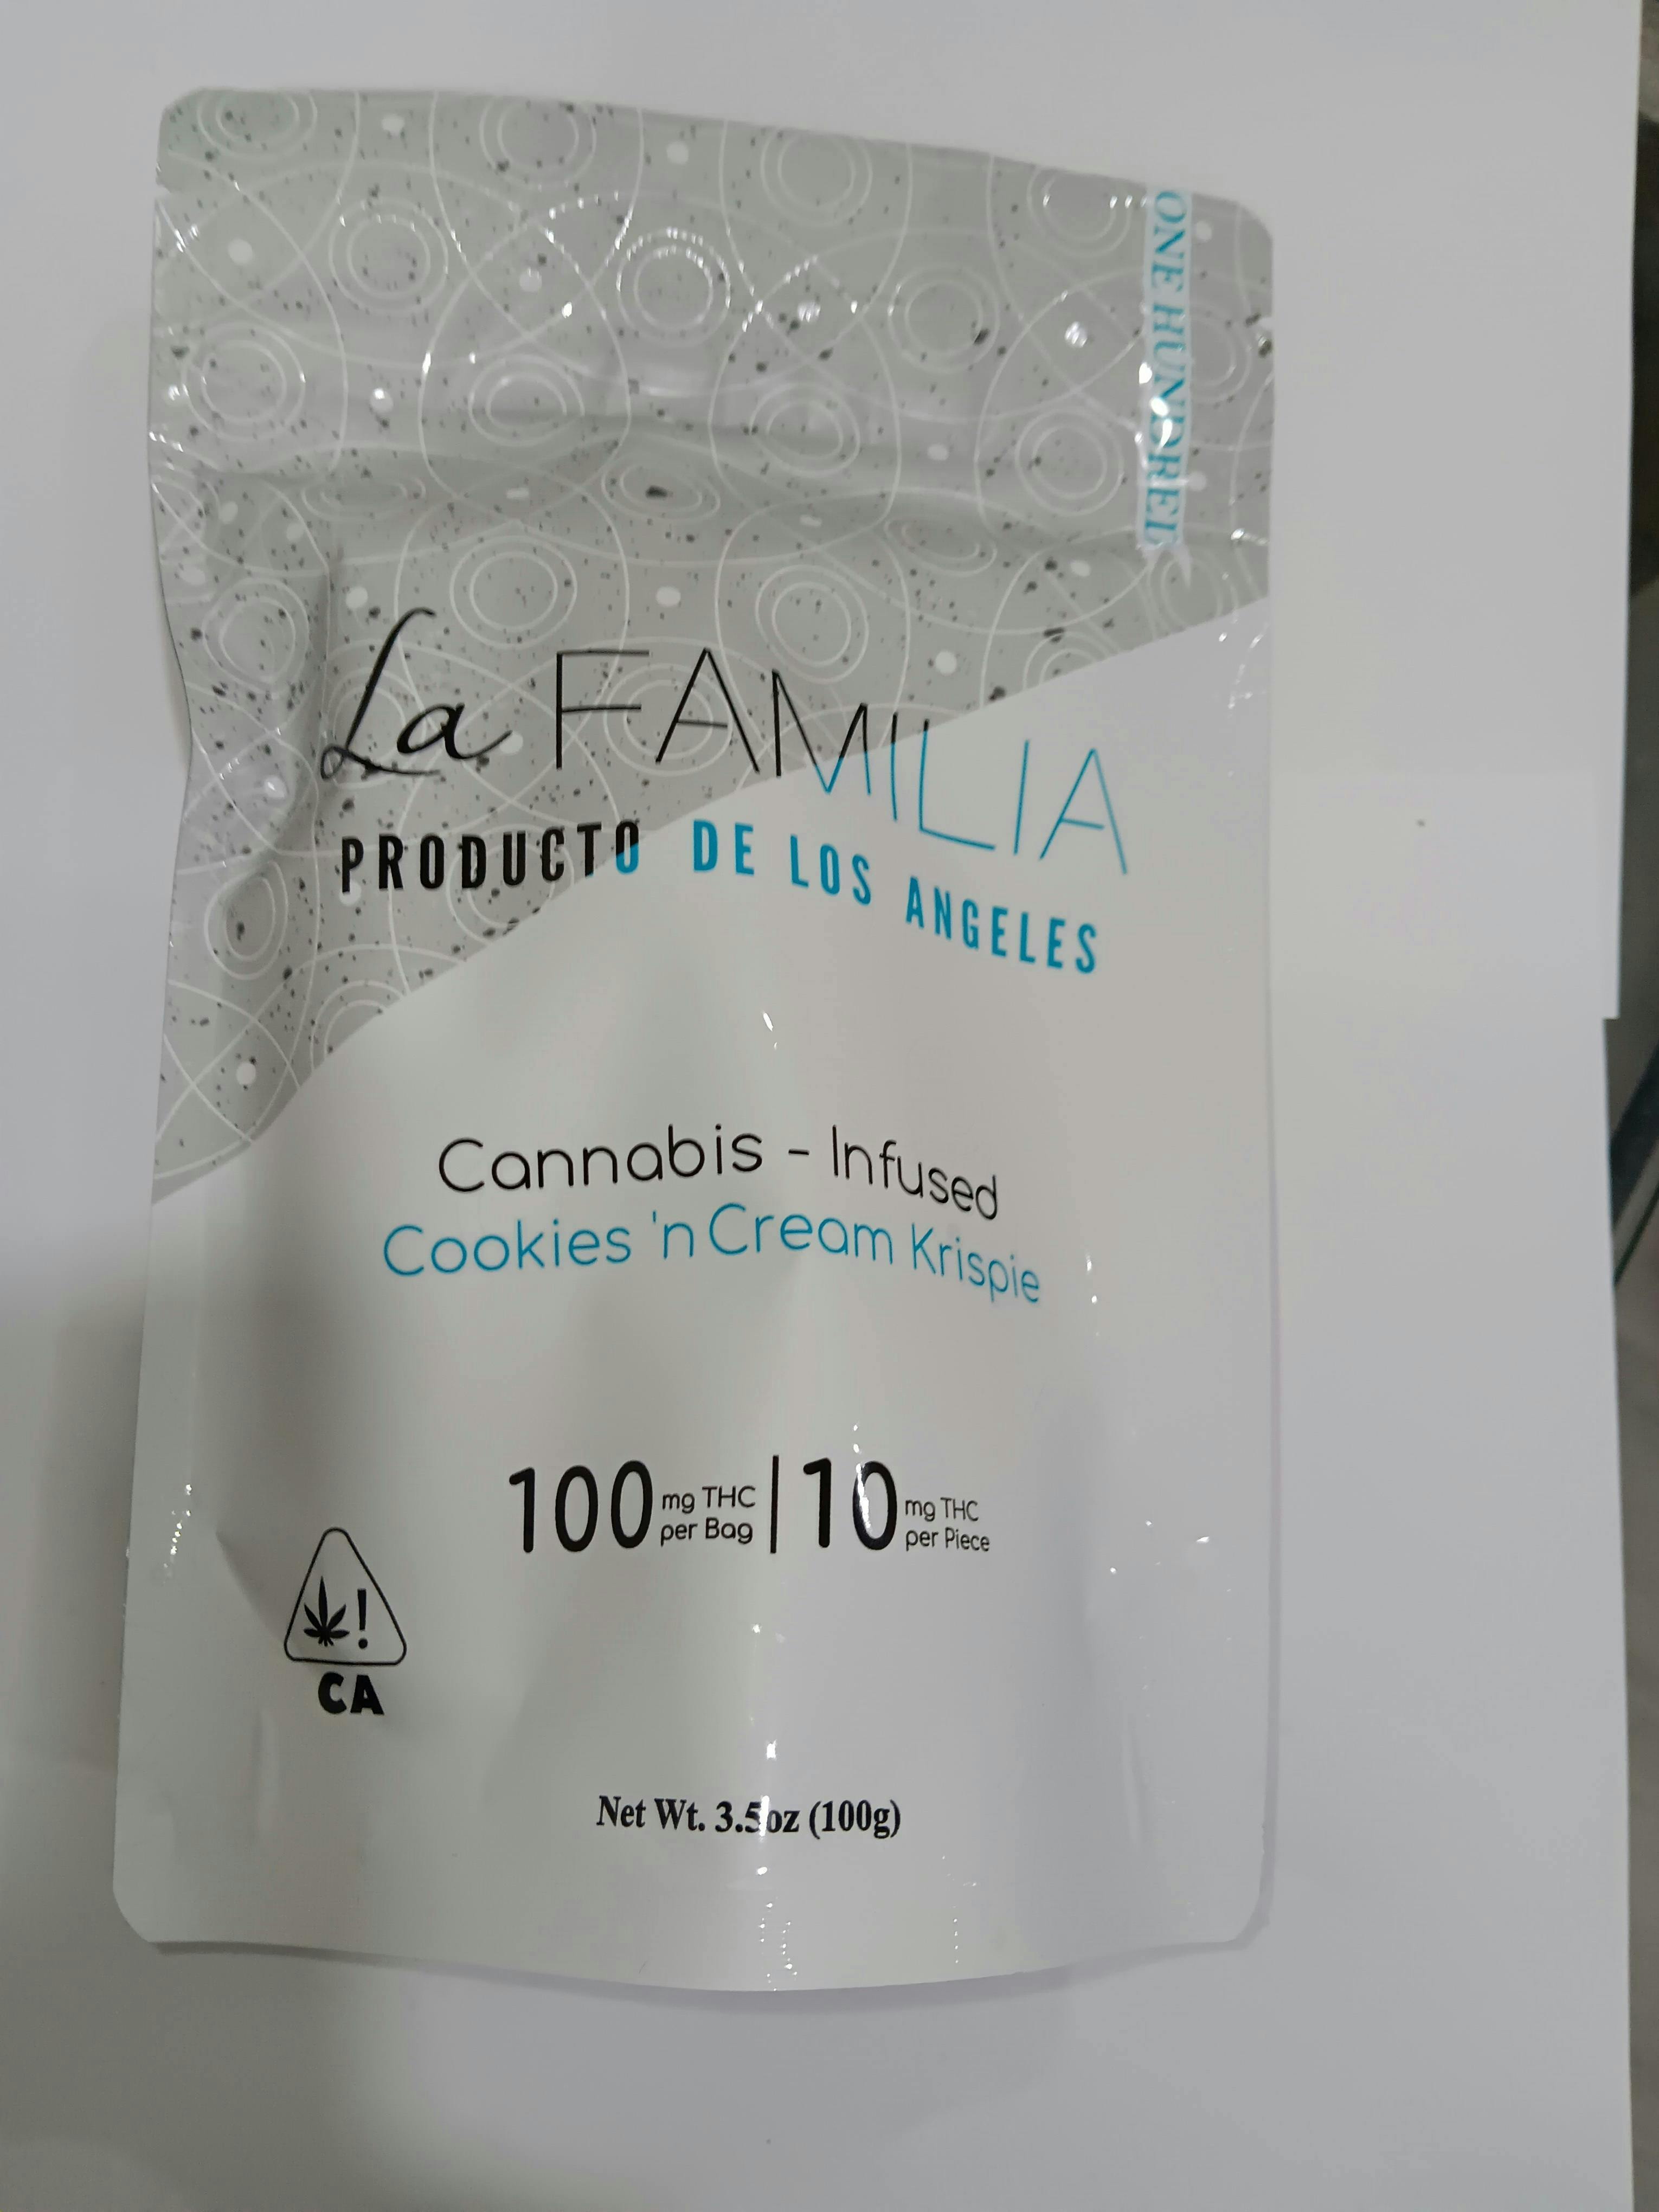 ONE HUNDRED
La FAMILIA
PRODUCTO DE LOS ANGELES
Cannabis - Infused
Cookies 'n Cream Krispie
100 mg THC per Bag | 10 mg THC per Piece
!
CA
Net Wt. 3.5oz (100g)